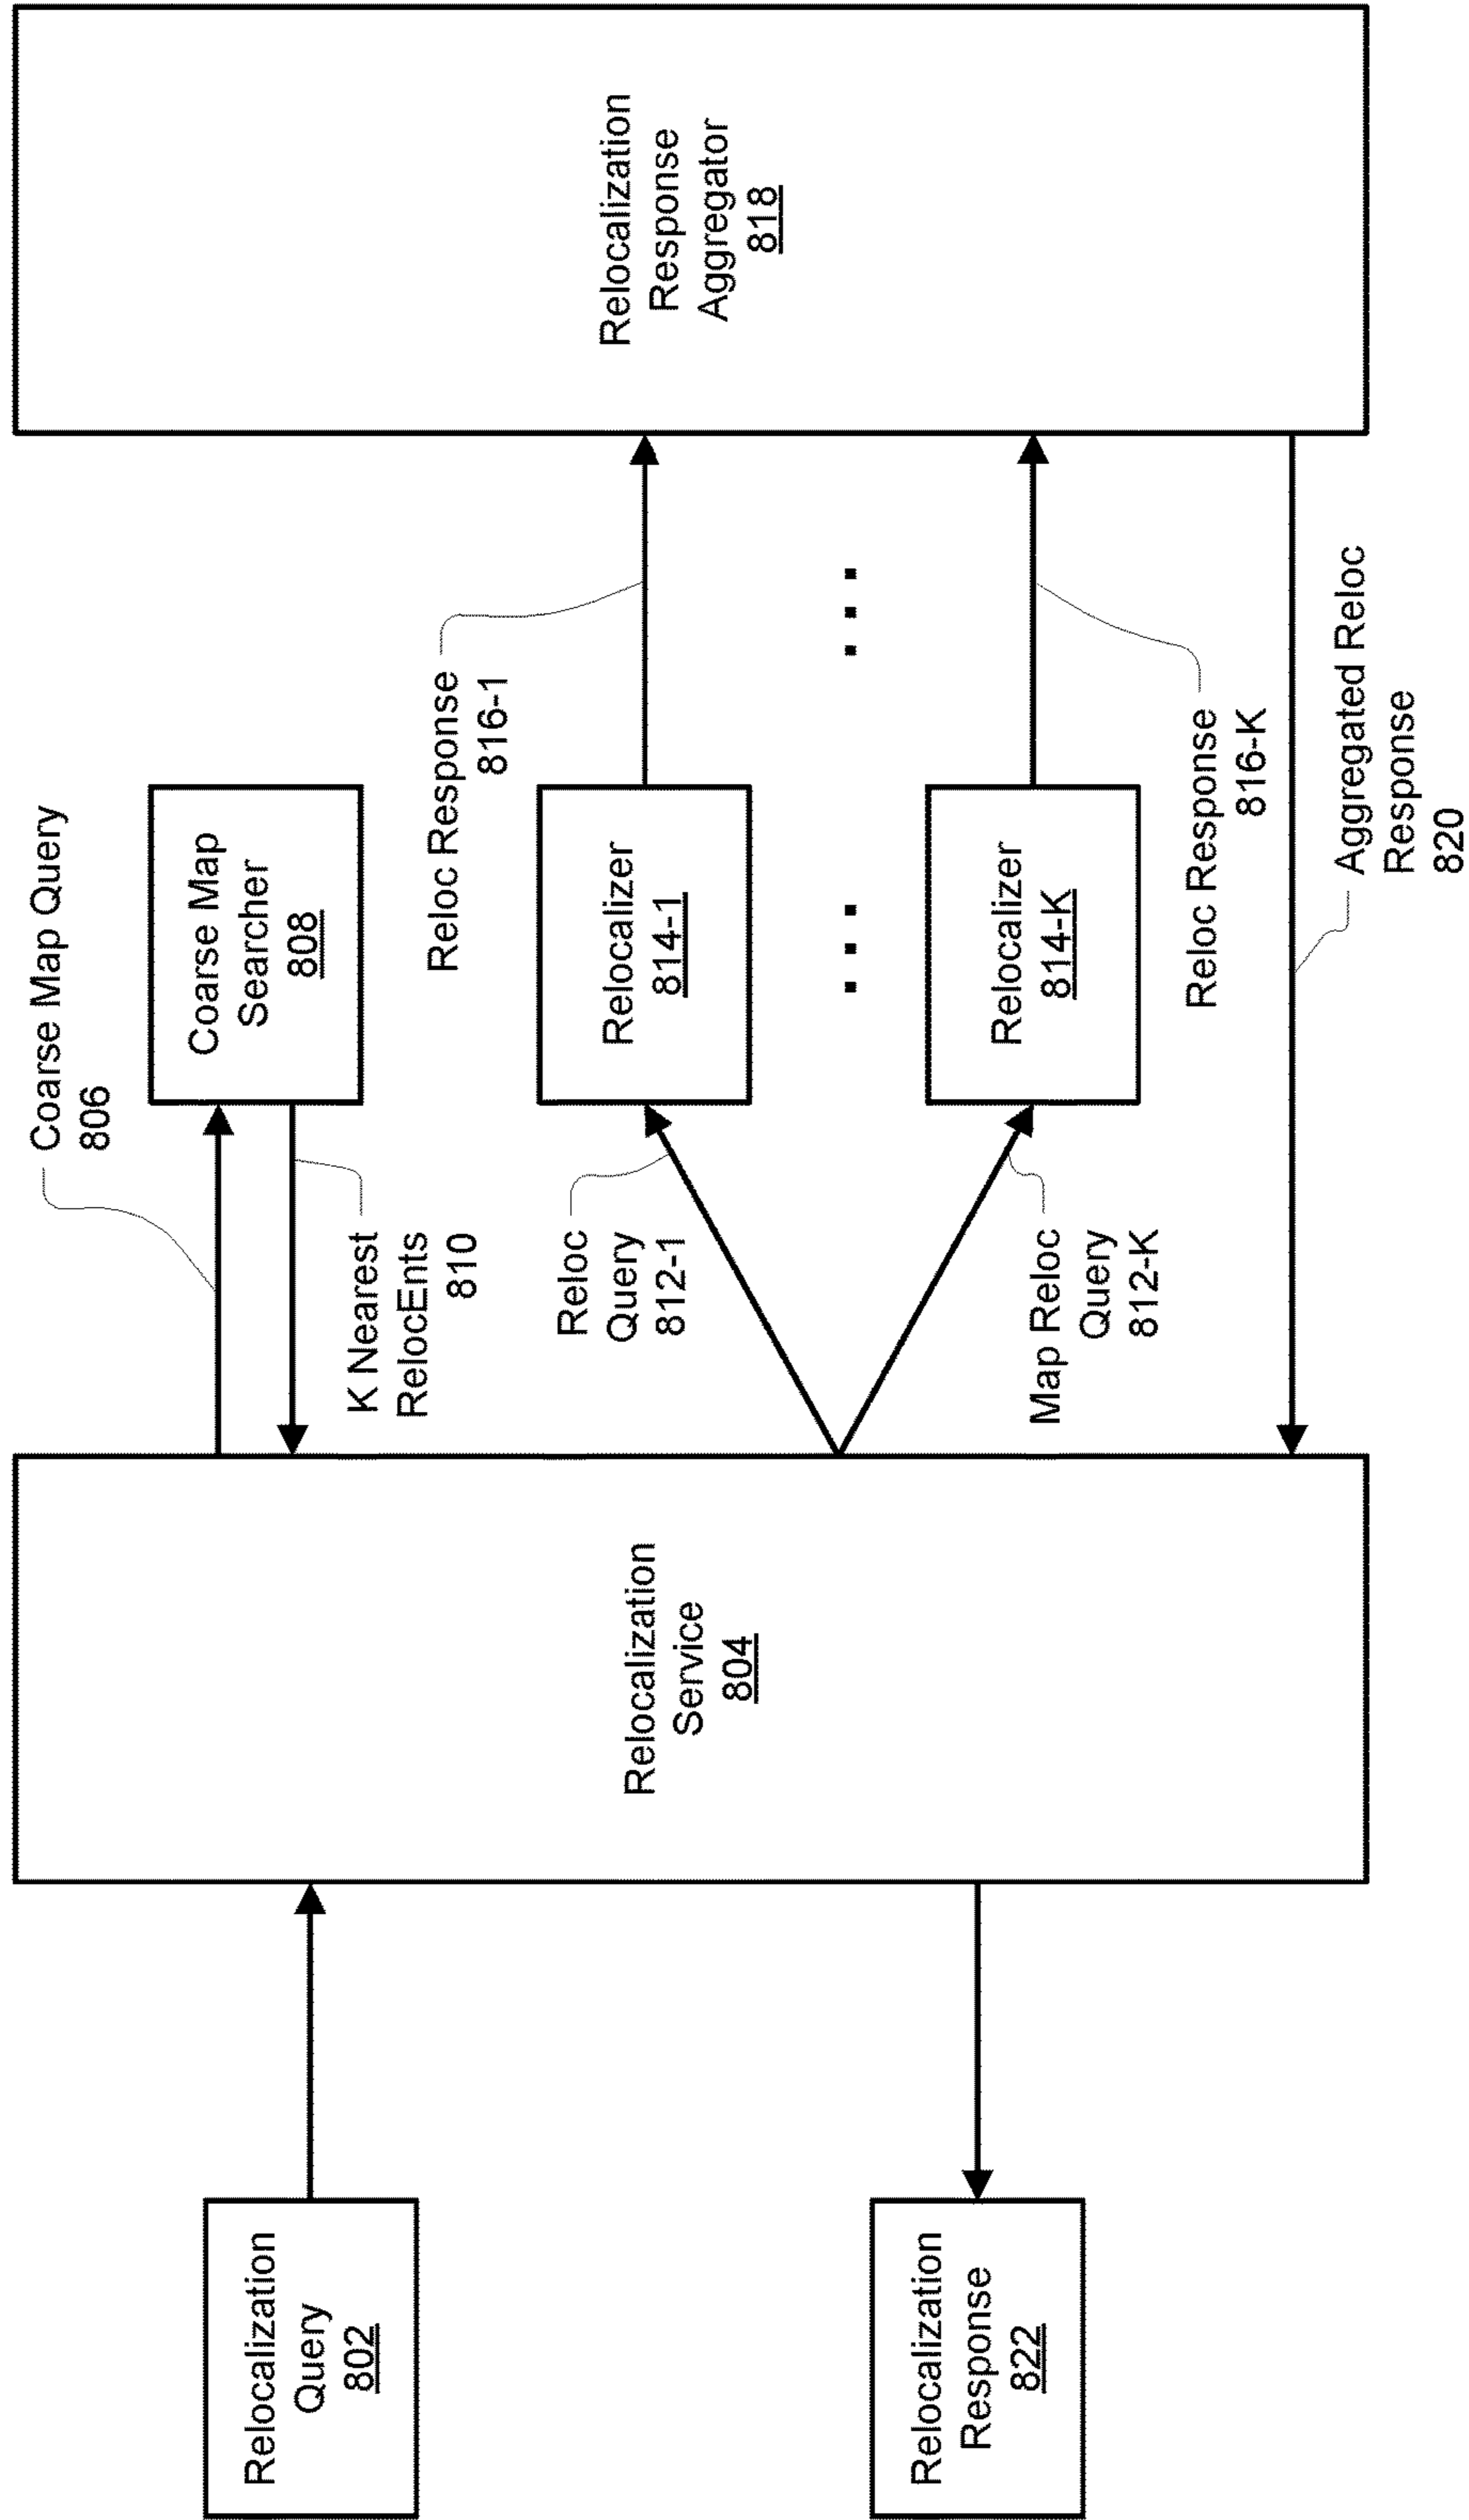 Relocalization
Query
802
Relocalization
Response
822
Relocalization
Service
804
Coarse Map Query
806
Coarse Map
Searcher
808
K Nearest
RelocEnts
810
Reloc
Query
812-1
Map Reloc
Query
812-K
Relocalizer
814-1
Relocalizer
814-K
Reloc Response
816-1
Reloc Response
816-K
Relocalization
Response
Aggregator
818
Aggregated Reloc
Response
820